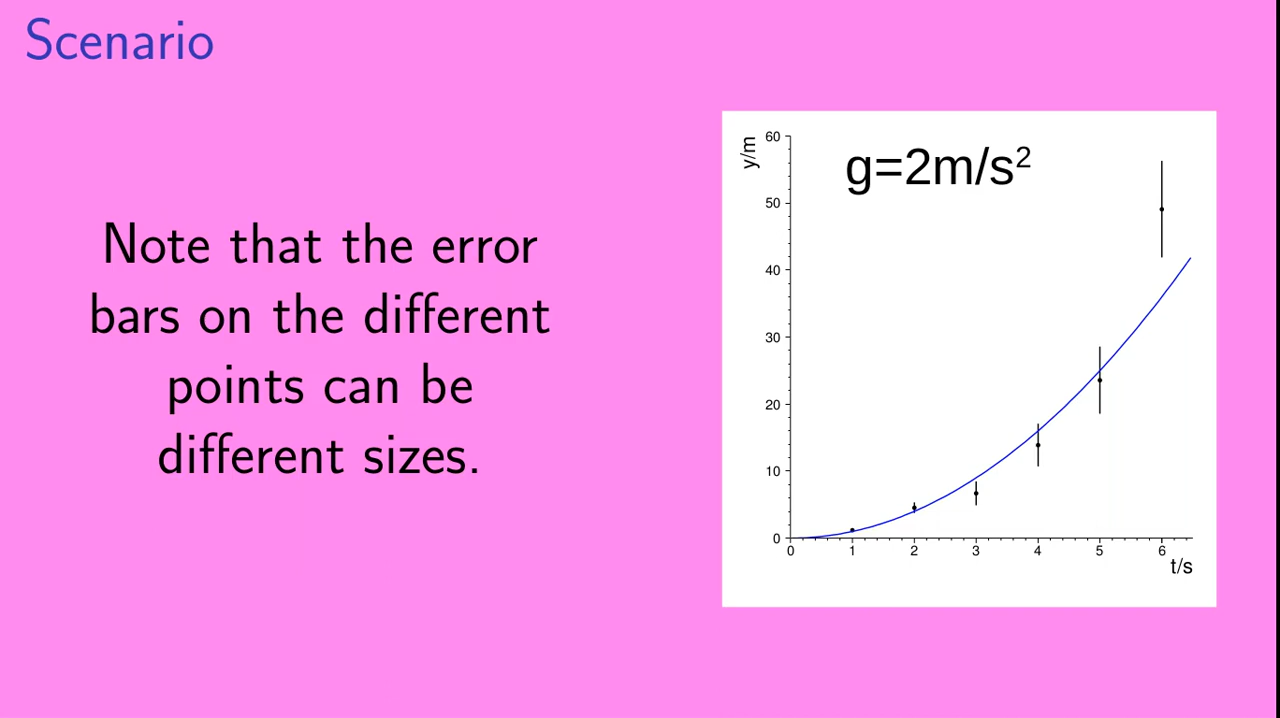 Scenario
Note that the error
bars on the different
points can be
different sizes.
g=2m/s²
y/m
60
50
40
30
20
10
0
0 1 2 3 4 5 6
t/s